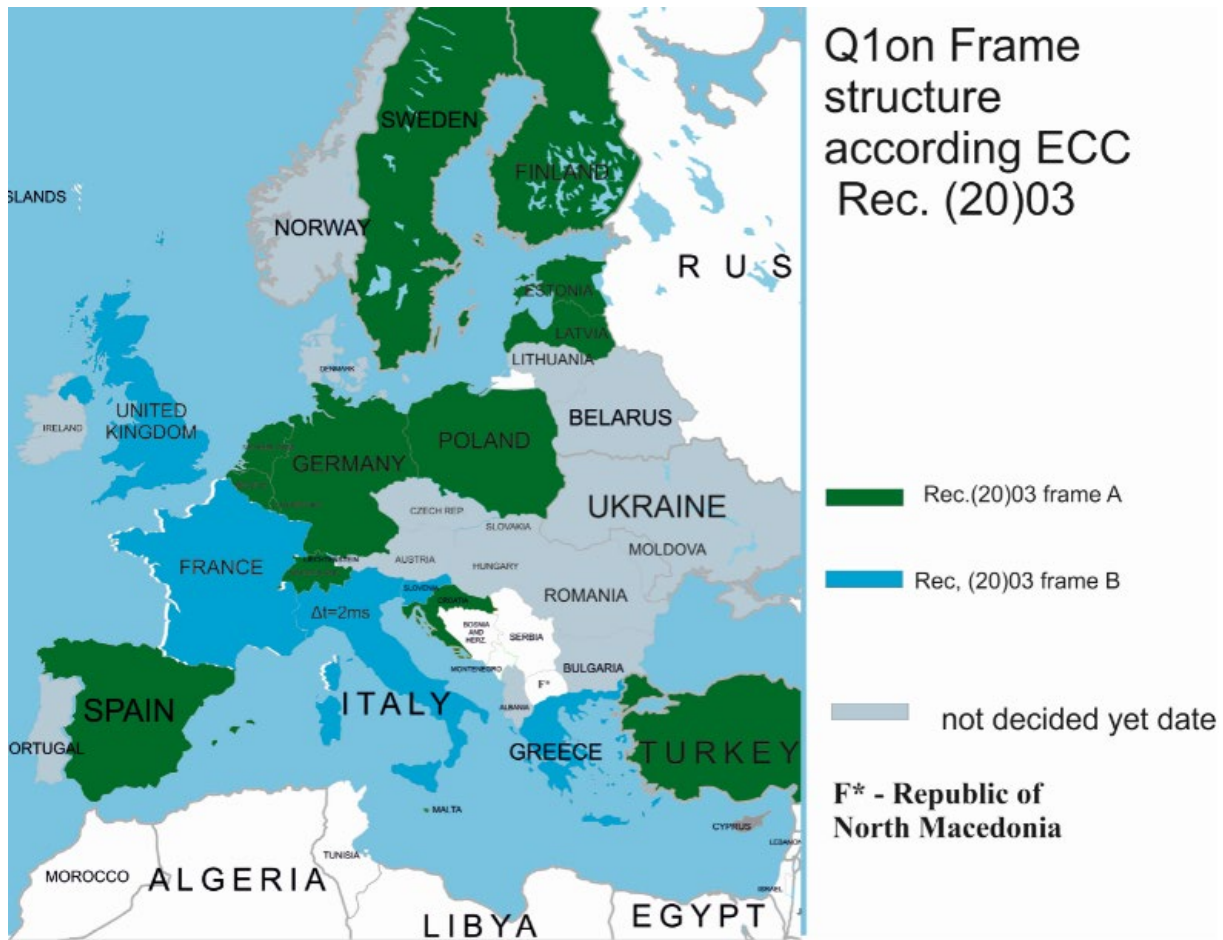 Q1on Frame
structure
according ECC
Rec. (20)03
SWEDEN
FINLAND
SLANDS
NORWAY
R U S
ESTONIA
LATVIA
LITHUANIA
DENMARK
BELARUS
UNITED
KINGDOM
IRELAND
POLAND
GERMANY
Rec.(20)03 frame A
UKRAINE
CZECH REP
SLOVAKIA
MOLDOVA
FRANCE
LIECHTENSTEIN
AUSTRIA
HUNGARY
Rec, (20)03 frame B
SLOVENIA
ROMANIA
CROATIA
Δt=2ms
BOSNIA
AND
HERZ.
SERBIA
MONTENEGRO
BULGARIA
F*
ITALY
ALBANIA
SPAIN
not decided yet date
ORTUGAL
GREECE
TURKEY
F* - Republic of
North Macedonia
MALTA
CYPRUS
LEBANON
TUNISIA
MOROCCO
ALGERIA
ISRAEL
LIBYA
EGYPT
J